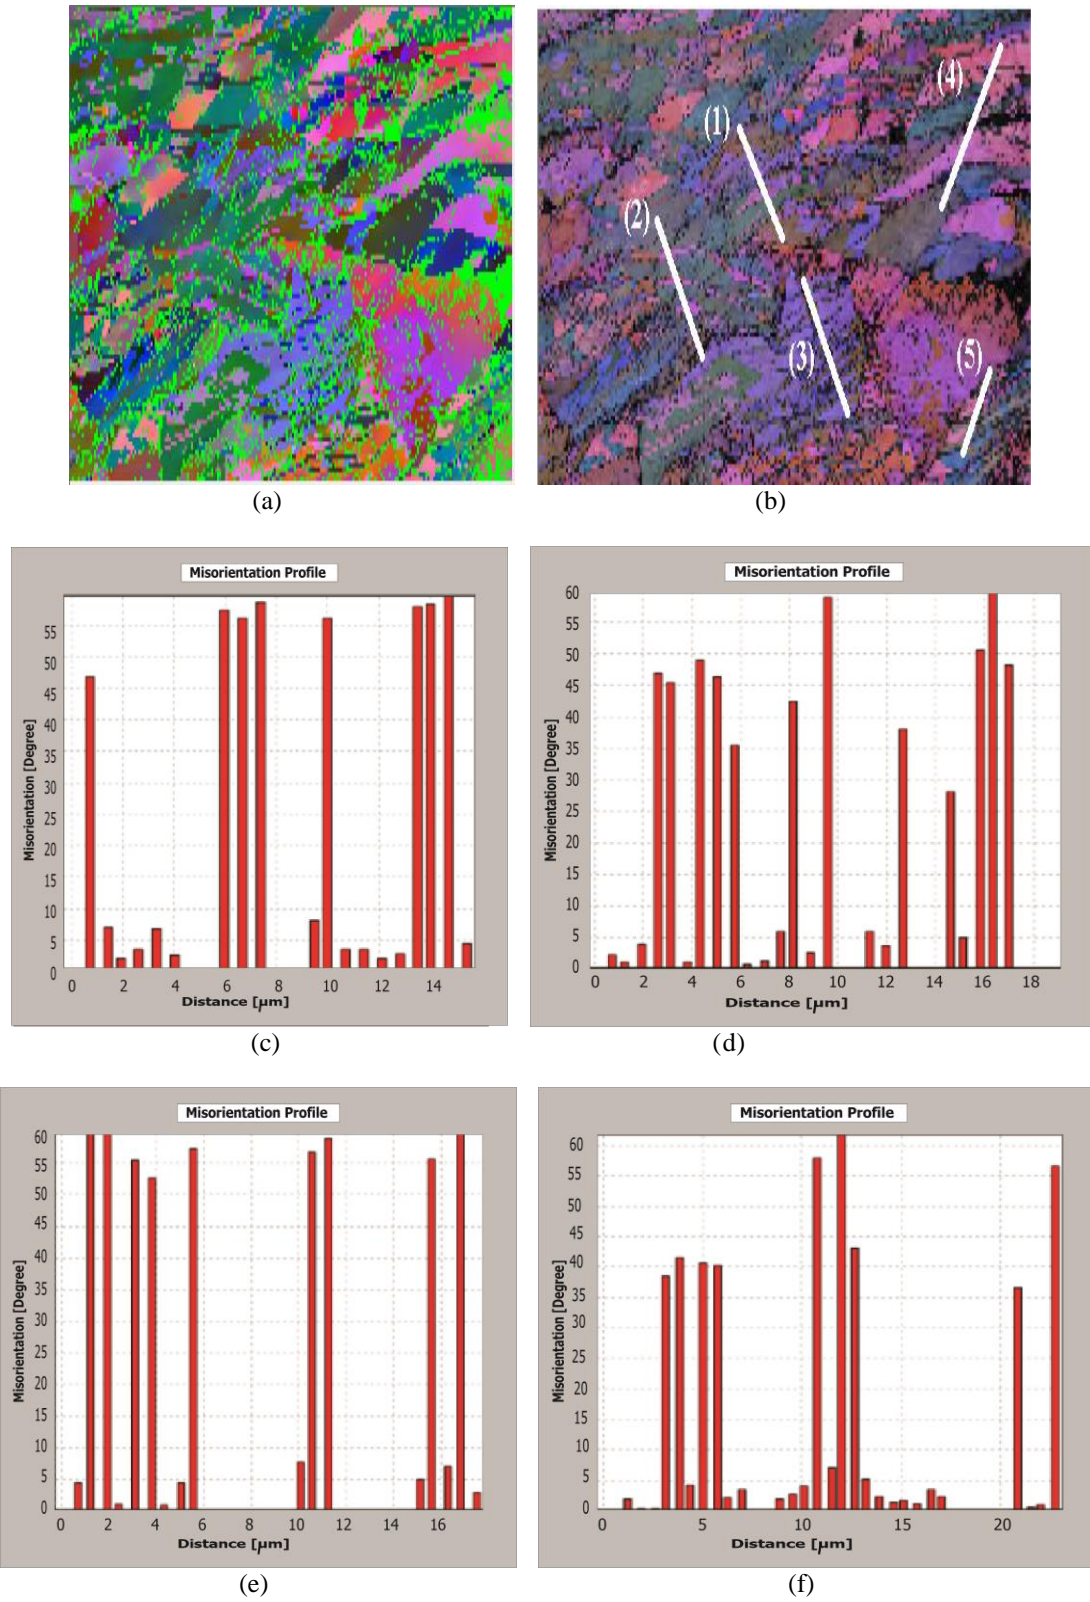 (1)
(2)
(3)
(4)
(5)
(a)
(b)
Misorientation Profile
Misorientation [Degree]
55
50
45
40
35
30
25
20
15
10
5
0
0 2 4 6 8 10 12 14
Distance [µm]
(c)
Misorientation Profile
Misorientation [Degree]
60
55
50
45
40
35
30
25
20
15
10
5
0
0 2 4 6 8 10 12 14 16 18
Distance [µm]
(d)
Misorientation Profile
Misorientation [Degree]
60
55
50
45
40
35
30
25
20
15
10
5
0
0 2 4 6 8 10 12 14 16
Distance [µm]
(e)
Misorientation Profile
Misorientation [Degree]
60
55
50
45
40
35
30
25
20
15
10
5
0
0 5 10 15 20
Distance [µm]
(f)